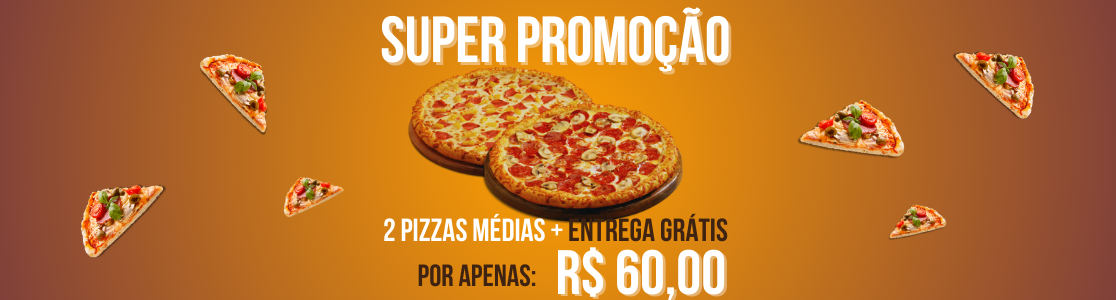 SUPER PROMOÇÃO
2 PIZZAS MÉDIAS + ENTREGA GRÁTIS
POR APENAS: R$ 60,00